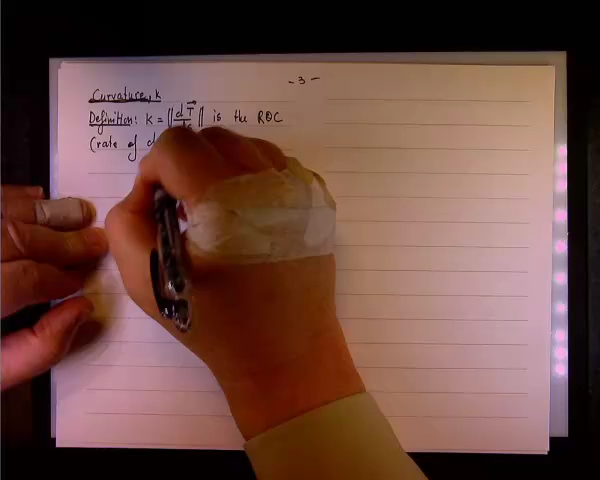 - 3 -
Curvature, k
Definition: k = ‖dT⃗/ds‖ is the ROC
(rate of